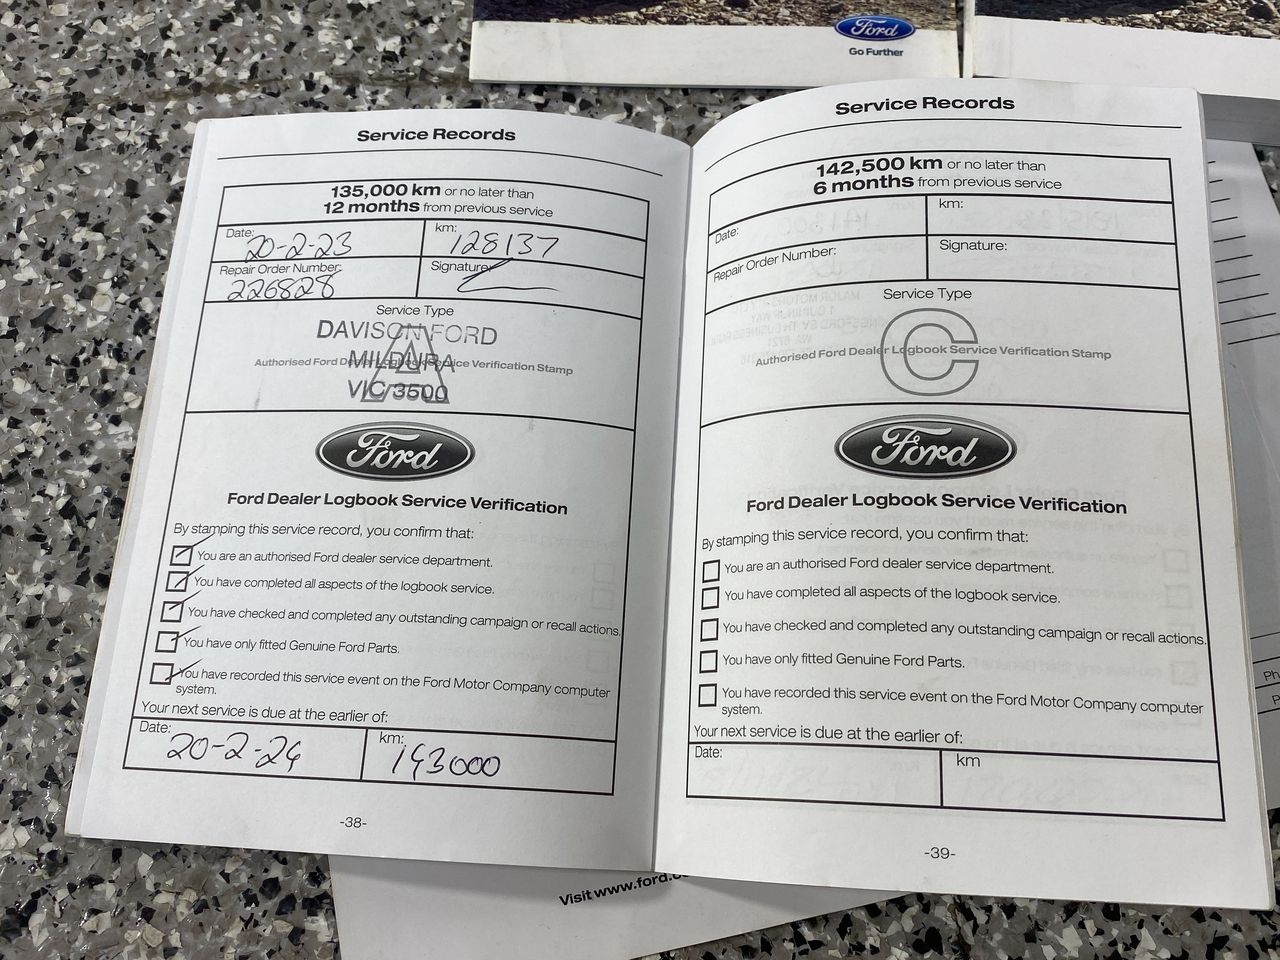 Ford
Go Further
Service Records
135,000 km or no later than
12 months from previous service
Date: 20-2-23
km: 128137
Repair Order Number: 226828
Signature:
Service Type
A
DAVISON FORD
MILDURA
VIC 3500
Authorised Ford Dealer Logbook Service Verification Stamp
Ford
Ford Dealer Logbook Service Verification
By stamping this service record, you confirm that:
You are an authorised Ford dealer service department.
You have completed all aspects of the logbook service.
You have checked and completed any outstanding campaign or recall actions.
You have only fitted Genuine Ford Parts.
You have recorded this service event on the Ford Motor Company computer
system.
Your next service is due at the earlier of:
Date: 20-2-24
km: 143000
-38-
Service Records
142,500 km or no later than
6 months from previous service
Date:
km:
Repair Order Number:
Signature:
Service Type
C
Authorised Ford Dealer Logbook Service Verification Stamp
Ford
Ford Dealer Logbook Service Verification
By stamping this service record, you confirm that:
You are an authorised Ford dealer service department.
You have completed all aspects of the logbook service.
You have checked and completed any outstanding campaign or recall actions.
You have only fitted Genuine Ford Parts.
You have recorded this service event on the Ford Motor Company computer
system.
Your next service is due at the earlier of:
Date:
km
-39-
Visit www.ford.co
Ph